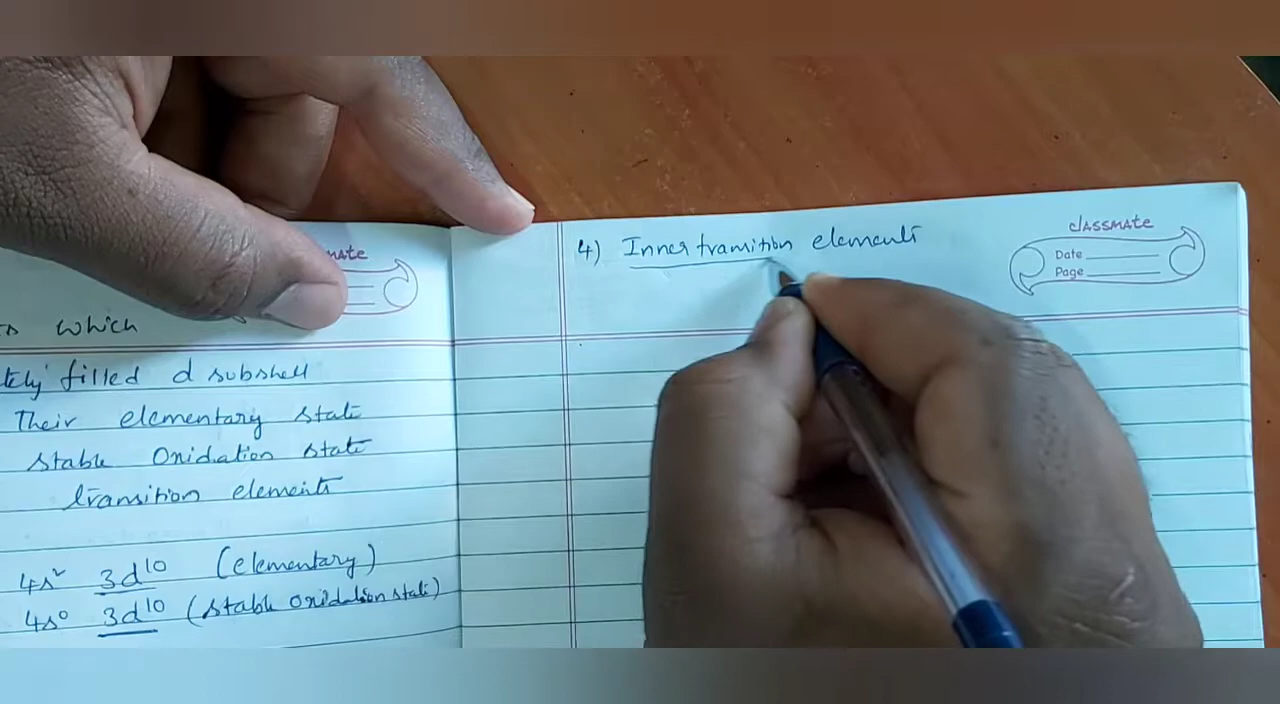 mate
which
filled d subshell
Their elementary state
stable Oxidation state
transition elements
4s² 3d¹⁰ (elementary)
4s⁰ 3d¹⁰ (stable oxidation state)
4) Inner transition elements
classmate
Date
Page